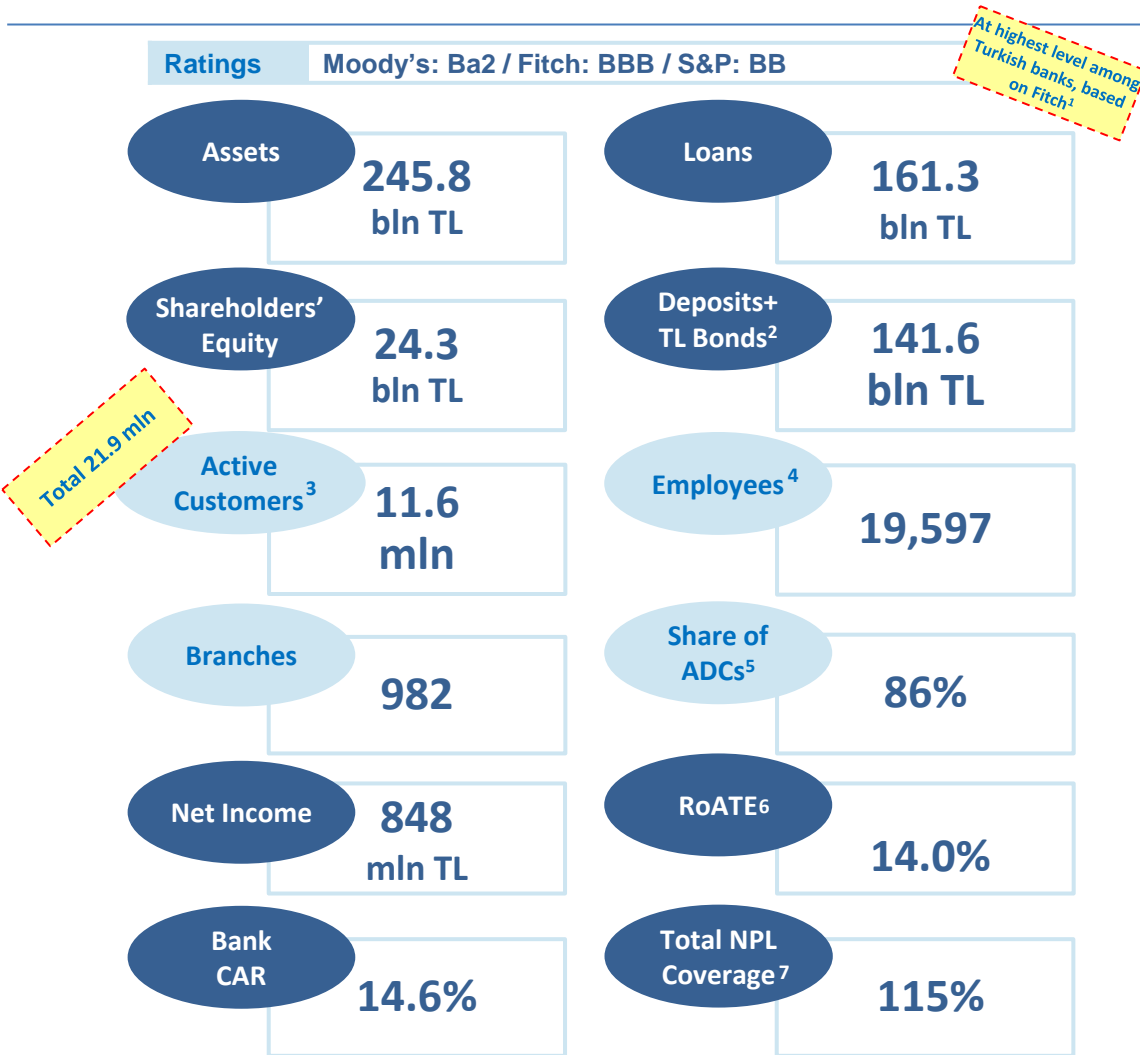 At highest level among
Turkish banks, based
on Fitch¹
Ratings Moody's: Ba2 / Fitch: BBB / S&P: BB
Assets
245.8
bln TL
Loans
161.3
bln TL
Shareholders'
Equity
24.3
bln TL
Deposits+
TL Bonds²
141.6
bln TL
Total 21.9 mln
Active
Customers³
11.6
mln
Employees⁴
19,597
Branches
982
Share of
ADCs⁵
86%
Net Income
848
mln TL
RoATE6
14.0%
Bank
CAR
14.6%
Total NPL
Coverage⁷
115%